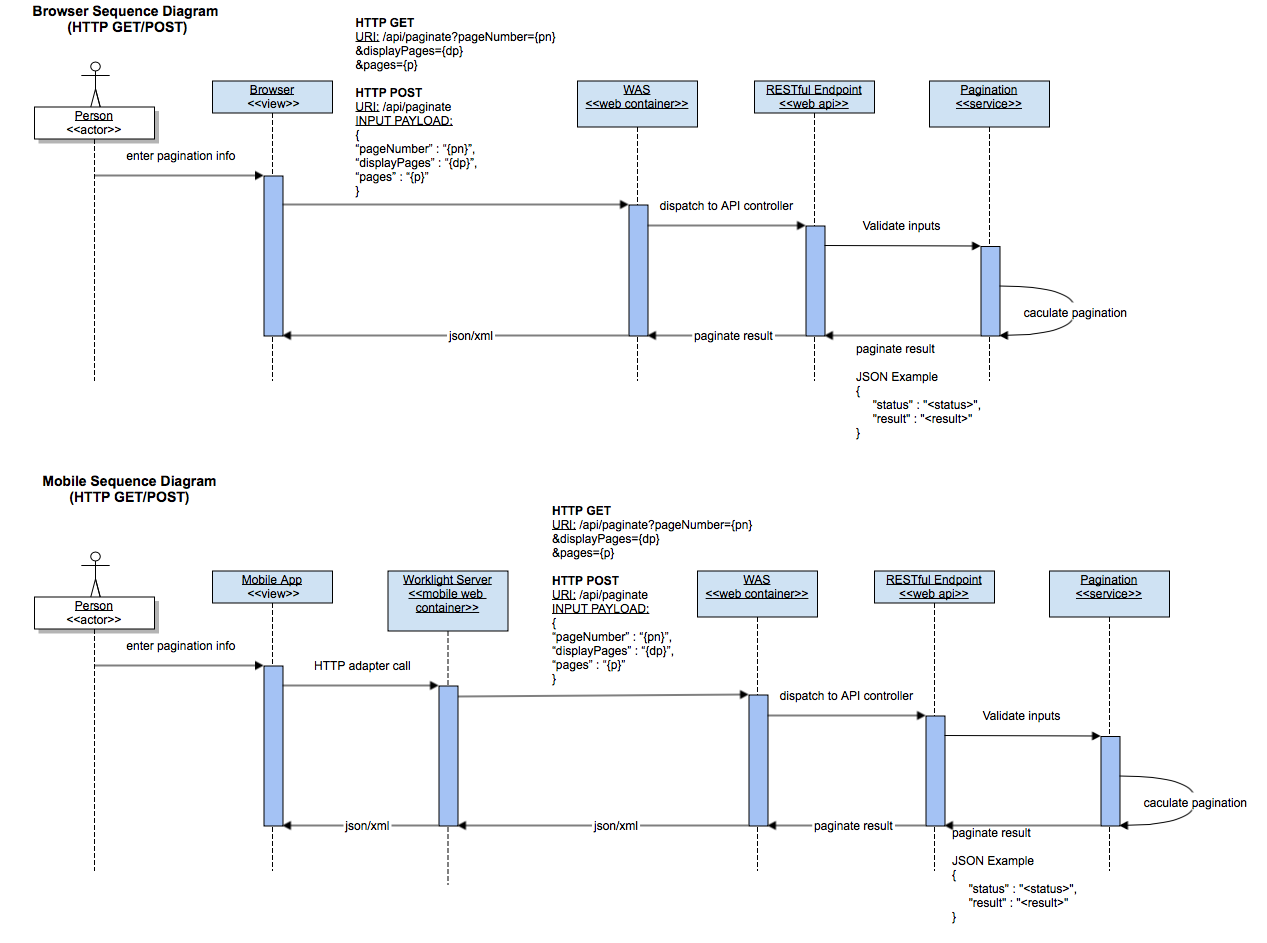 Browser Sequence Diagram
(HTTP GET/POST)
HTTP GET
URI: /api/paginate?pageNumber={pn}
&displayPages={dp}
&pages={p}
HTTP POST
URI: /api/paginate
INPUT PAYLOAD:
{
"pageNumber" : "{pn}",
"displayPages" : "{dp}",
"pages" : "{p}"
}
Person
<<actor>>
Browser
<<view>>
WAS
<<web container>>
RESTful Endpoint
<<web api>>
Pagination
<<service>>
enter pagination info
dispatch to API controller
Validate inputs
caculate pagination
json/xml
paginate result
paginate result
JSON Example
{
"status" : "<status>",
"result" : "<result>"
}
Mobile Sequence Diagram
(HTTP GET/POST)
HTTP GET
URI: /api/paginate?pageNumber={pn}
&displayPages={dp}
&pages={p}
HTTP POST
URI: /api/paginate
INPUT PAYLOAD:
{
"pageNumber" : "{pn}",
"displayPages" : "{dp}",
"pages" : "{p}"
}
Person
<<actor>>
Mobile App
<<view>>
Worklight Server
<<mobile web
container>>
WAS
<<web container>>
RESTful Endpoint
<<web api>>
Pagination
<<service>>
enter pagination info
HTTP adapter call
dispatch to API controller
Validate inputs
caculate pagination
json/xml
json/xml
paginate result
paginate result
JSON Example
{
"status" : "<status>",
"result" : "<result>"
}